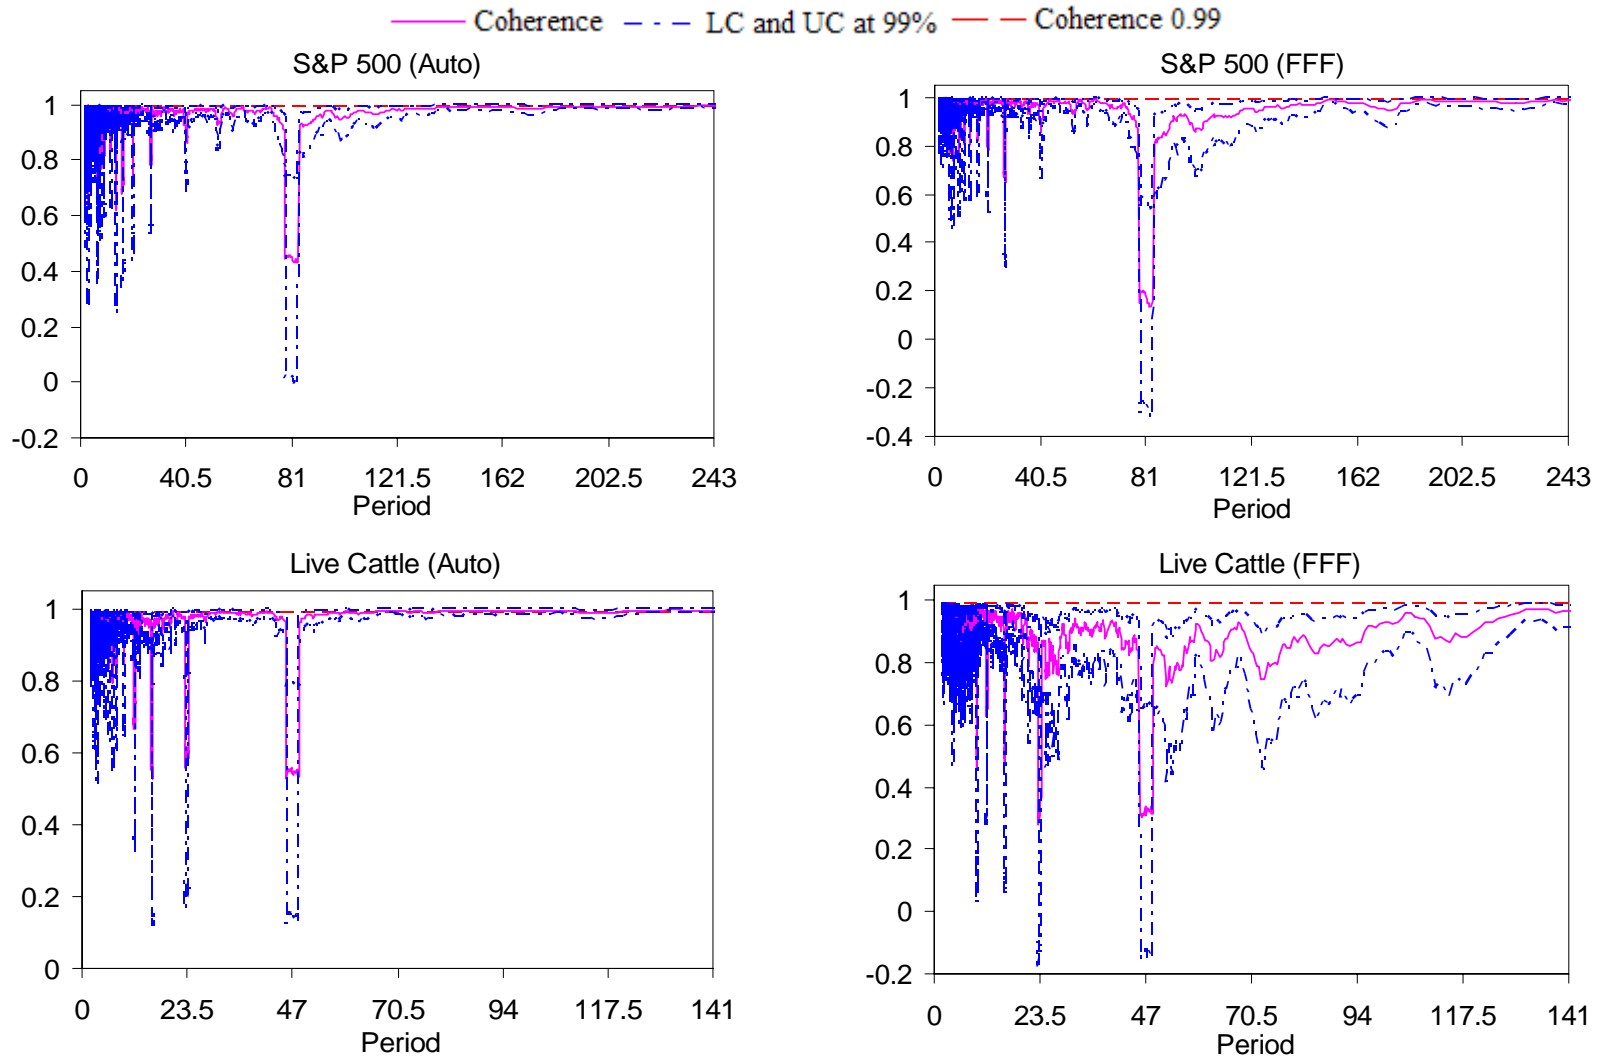 Coherence LC and UC at 99% Coherence 0.99
S&P 500 (Auto)
1
0.8
0.6
0.4
0.2
0
-0.2
0 40.5 81 121.5 162 202.5 243
Period
S&P 500 (FFF)
1
0.8
0.6
0.4
0.2
0
-0.2
-0.4
0 40.5 81 121.5 162 202.5 243
Period
Live Cattle (Auto)
1
0.8
0.6
0.4
0.2
0
0 23.5 47 70.5 94 117.5 141
Period
Live Cattle (FFF)
1
0.8
0.6
0.4
0.2
0
-0.2
0 23.5 47 70.5 94 117.5 141
Period